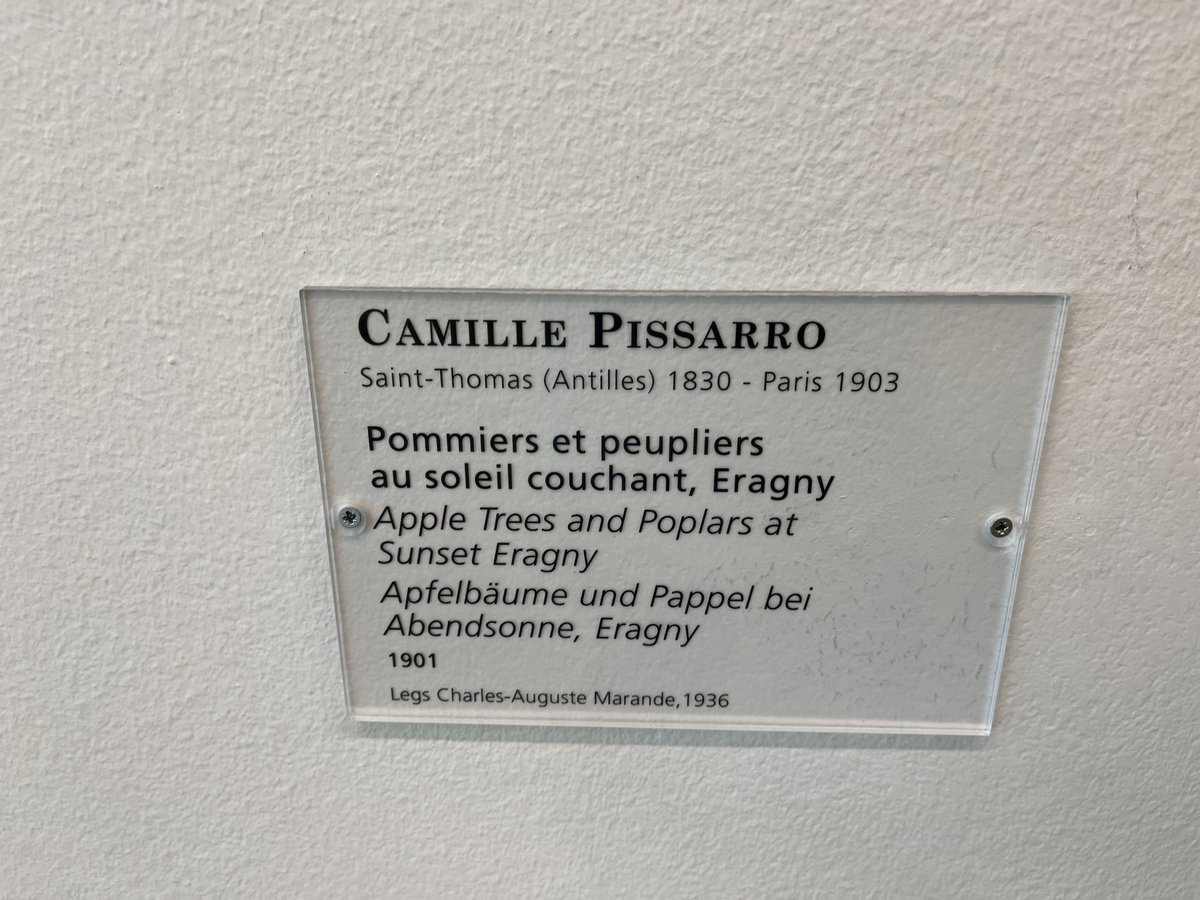 CAMILLE PISSARRO
Saint-Thomas (Antilles) 1830 - Paris 1903
Pommiers et peupliers
au soleil couchant, Eragny
Apple Trees and Poplars at
Sunset Eragny
Apfelbäume und Pappel bei
Abendsonne, Eragny
1901
Legs Charles-Auguste Marande,1936